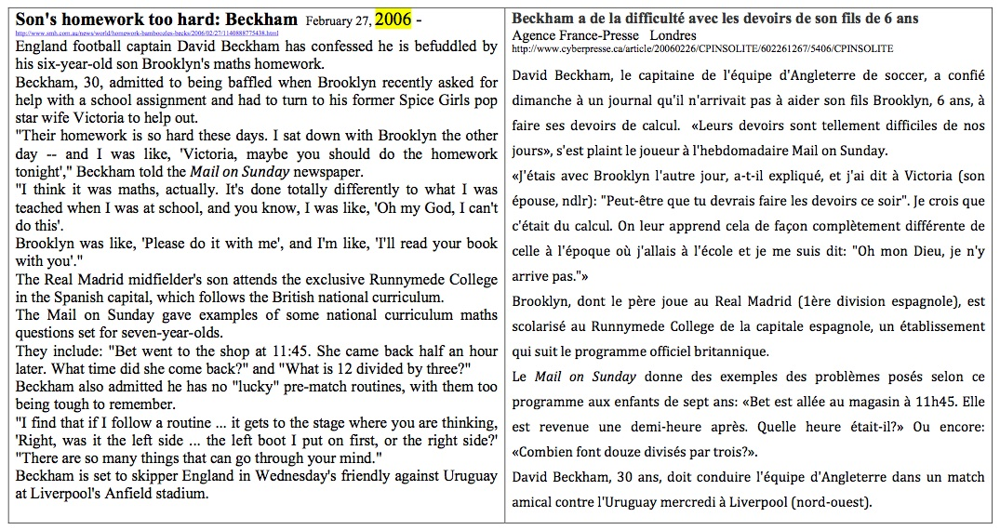 Son's homework too hard: Beckham February 27, 2006 -
http://www.smh.com.au/news/world/homework-bamboozles-becks/2006/02/27/1140888775438.html
England football captain David Beckham has confessed he is befuddled by
his six-year-old son Brooklyn's maths homework.
Beckham, 30, admitted to being baffled when Brooklyn recently asked for
help with a school assignment and had to turn to his former Spice Girls pop
star wife Victoria to help out.
"Their homework is so hard these days. I sat down with Brooklyn the other
day -- and I was like, 'Victoria, maybe you should do the homework
tonight'," Beckham told the Mail on Sunday newspaper.
"I think it was maths, actually. It's done totally differently to what I was
teached when I was at school, and you know, I was like, 'Oh my God, I can't
do this'.
Brooklyn was like, 'Please do it with me', and I'm like, 'I'll read your book
with you'."
The Real Madrid midfielder's son attends the exclusive Runnymede College
in the Spanish capital, which follows the British national curriculum.
The Mail on Sunday gave examples of some national curriculum maths
questions set for seven-year-olds.
They include: "Bet went to the shop at 11:45. She came back half an hour
later. What time did she come back?" and "What is 12 divided by three?"
Beckham also admitted he has no "lucky" pre-match routines, with them too
being tough to remember.
"I find that if I follow a routine ... it gets to the stage where you are thinking,
'Right, was it the left side ... the left boot I put on first, or the right side?'
"There are so many things that can go through your mind."
Beckham is set to skipper England in Wednesday's friendly against Uruguay
at Liverpool's Anfield stadium.
Beckham a de la difficulté avec les devoirs de son fils de 6 ans
Agence France-Presse Londres
http://www.cyberpresse.ca/article/20060226/CPINSOLITE/602261267/5406/CPINSOLITE
David Beckham, le capitaine de l'équipe d'Angleterre de soccer, a confié
dimanche à un journal qu'il n'arrivait pas à aider son fils Brooklyn, 6 ans, à
faire ses devoirs de calcul. «Leurs devoirs sont tellement difficiles de nos
jours», s'est plaint le joueur à l'hebdomadaire Mail on Sunday.
«J'étais avec Brooklyn l'autre jour, a-t-il expliqué, et j'ai dit à Victoria (son
épouse, ndlr): "Peut-être que tu devrais faire les devoirs ce soir". Je crois que
c'était du calcul. On leur apprend cela de façon complètement différente de
celle à l'époque où j'allais à l'école et je me suis dit: "Oh mon Dieu, je n'y
arrive pas."»
Brooklyn, dont le père joue au Real Madrid (1ère division espagnole), est
scolarisé au Runnymede College de la capitale espagnole, un établissement
qui suit le programme officiel britannique.
Le Mail on Sunday donne des exemples des problèmes posés selon ce
programme aux enfants de sept ans: «Bet est allée au magasin à 11h45. Elle
est revenue une demi-heure après. Quelle heure était-il?» Ou encore:
«Combien font douze divisés par trois?».
David Beckham, 30 ans, doit conduire l'équipe d'Angleterre dans un match
amical contre l'Uruguay mercredi à Liverpool (nord-ouest).